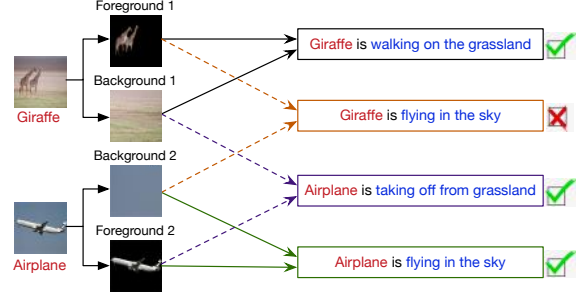 Foreground 1
Giraffe is walking on the grassland
Background 1
Giraffe
Giraffe is flying in the sky
Background 2
Airplane is taking off from grassland
Foreground 2
Airplane
Airplane is flying in the sky